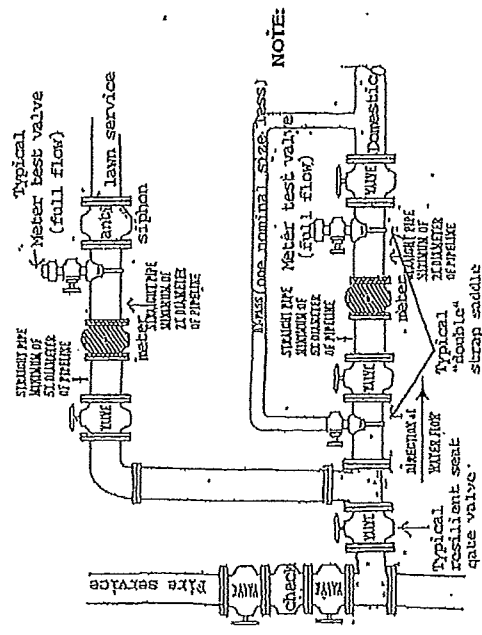 Typical
Meter test valve
(full flow)
lawn service
anti
siphon
STRAIGHT PIPE
MINIMUM OF
5X DIAMETER
OF PIPELINE
meter
STRAIGHT PIPE
MINIMUM OF
2X DIAMETER
OF PIPELINE
VALVE
NOTE:
BY-PASS (one nominal size less)
Meter test valve
(full flow)
Domestic
VALVE
STRAIGHT PIPE
MINIMUM OF
5X DIAMETER
OF PIPELINE
meter
STRAIGHT PIPE
MINIMUM OF
2X DIAMETER
OF PIPELINE
VALVE
Typical
"double"
strap saddle
DIRECTION of
WATER FLOW
VALVE
Typical
resilient seat
gate valve
Fire service
VALVE
check
VALVE